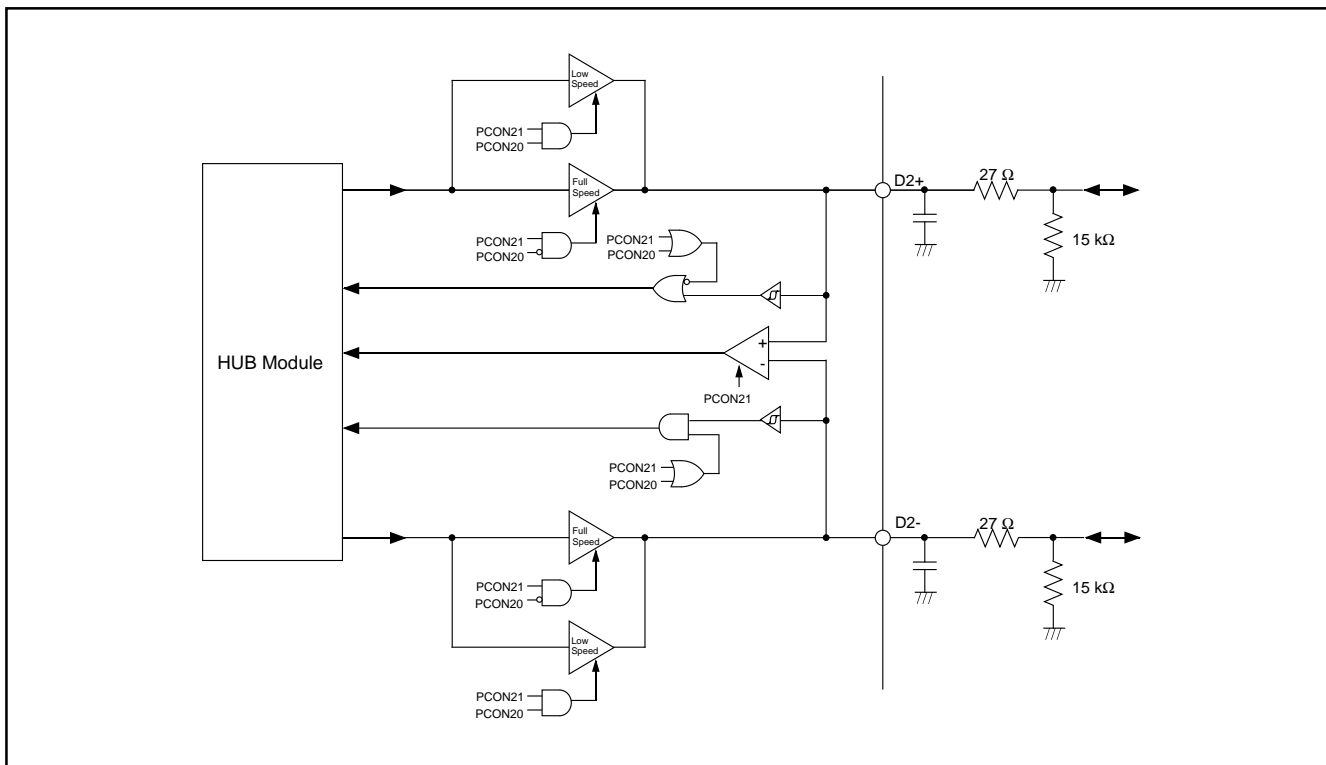 Low
Speed
PCON21
PCON20
Full
Speed
D2+
27 Ω
PCON21
PCON20
PCON21
PCON20
15 kΩ
HUB Module
+
-
PCON21
PCON21
PCON20
Full
Speed
D2-
27 Ω
PCON21
PCON20
15 kΩ
Low
Speed
PCON21
PCON20